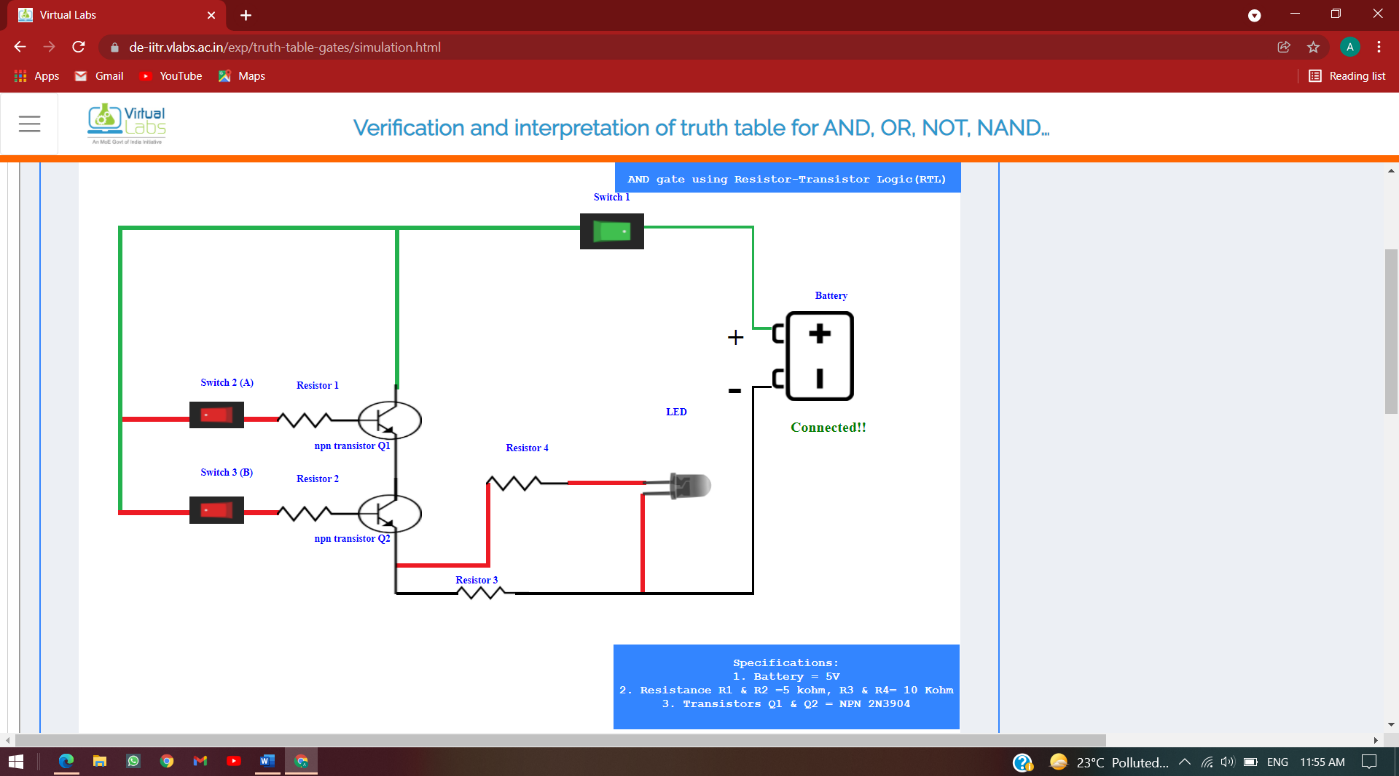 Virtual Labs
de-iitr.vlabs.ac.in/exp/truth-table-gates/simulation.html
A
Apps
Gmail
YouTube
Maps
Reading list
Virtual
Labs
An MoE Govt of India Initiative
Verification and interpretation of truth table for AND, OR, NOT, NAND...
AND gate using Resistor-Transistor Logic(RTL)
Switch 1
Battery
+
-
Switch 2 (A)
Resistor 1
LED
Connected!!
npn transistor Q1
Resistor 4
Switch 3 (B)
Resistor 2
npn transistor Q2
Resistor 3
Specifications:
1. Battery = 5V
2. Resistance R1 & R2 -5 kohm, R3 & R4- 10 Kohm
3. Transistors Q1 & Q2 - NPN 2N3904
23°C Polluted...
ENG
11:55 AM